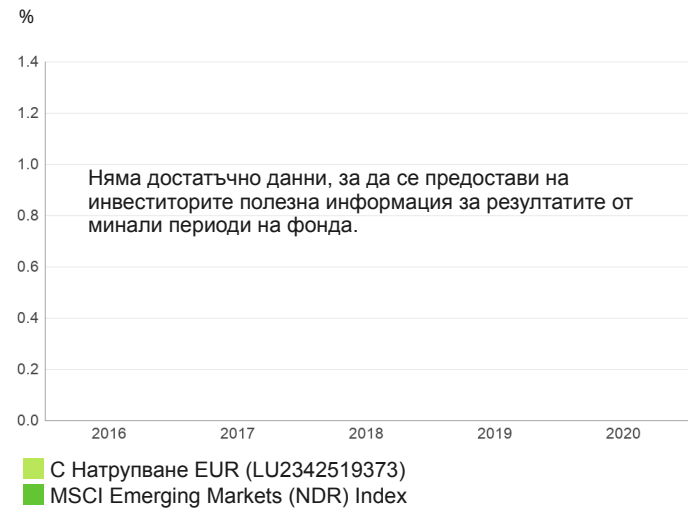 %
1.4
1.2
1.0
0.8
0.6
0.4
0.2
0.0
Няма достатъчно данни, за да се предостави на
инвеститорите полезна информация за резултатите от
минали периоди на фонда.
2016 2017 2018 2019 2020
C Натрупване EUR (LU2342519373)
MSCI Emerging Markets (NDR) Index